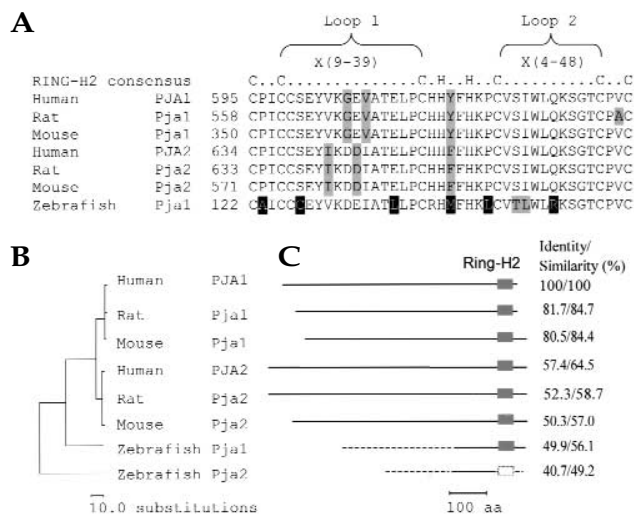 A
Loop 1 Loop 2
X(9-39) X(4-48)
RING-H2 consensus C..C..............C.H..H..C..........C..C
Human PJA1 595 CPICCSEYVKGEVATELPCHHYFHKPCVSIWLQKSGTCPVC
Rat Pja1 558 CPICCSEYVKGEVATELPCHHYFHKPCVSIWLQKSGTCPAC
Mouse Pja1 350 CPICCSEYVKGEVATELPCHHYFHKPCVSIWLQKSGTCPVC
Human PJA2 634 CPICCSEYIKDDIATELPCHHFFHKPCVSIWLQKSGTCPVC
Rat Pja2 633 CPICCSEYIKDDIATELPCHHFFHKPCVSIWLQKSGTCPVC
Mouse Pja2 571 CPICCSEYIKDDIATELPCHHFFHKPCVSIWLQKSGTCPVC
Zebrafish Pja1 122 CAICCCEYVKDEIATLLPCRHMFHKLCVTLWLRKSGTCPVC
B C Ring-H2 Identity/
Similarity (%)
Human PJA1 100/100
Rat Pja1 81.7/84.7
Mouse Pja1 80.5/84.4
Human PJA2 57.4/64.5
Rat Pja2 52.3/58.7
Mouse Pja2 50.3/57.0
Zebrafish Pja1 49.9/56.1
Zebrafish Pja2 40.7/49.2
10.0 substitutions 100 aa